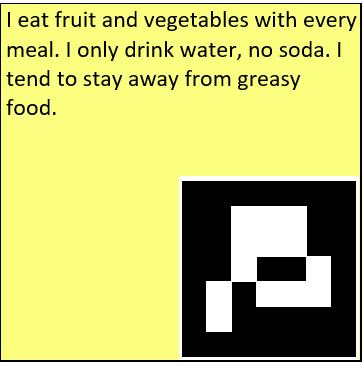 I eat fruit and vegetables with every
meal. I only drink water, no soda. I
tend to stay away from greasy
food.